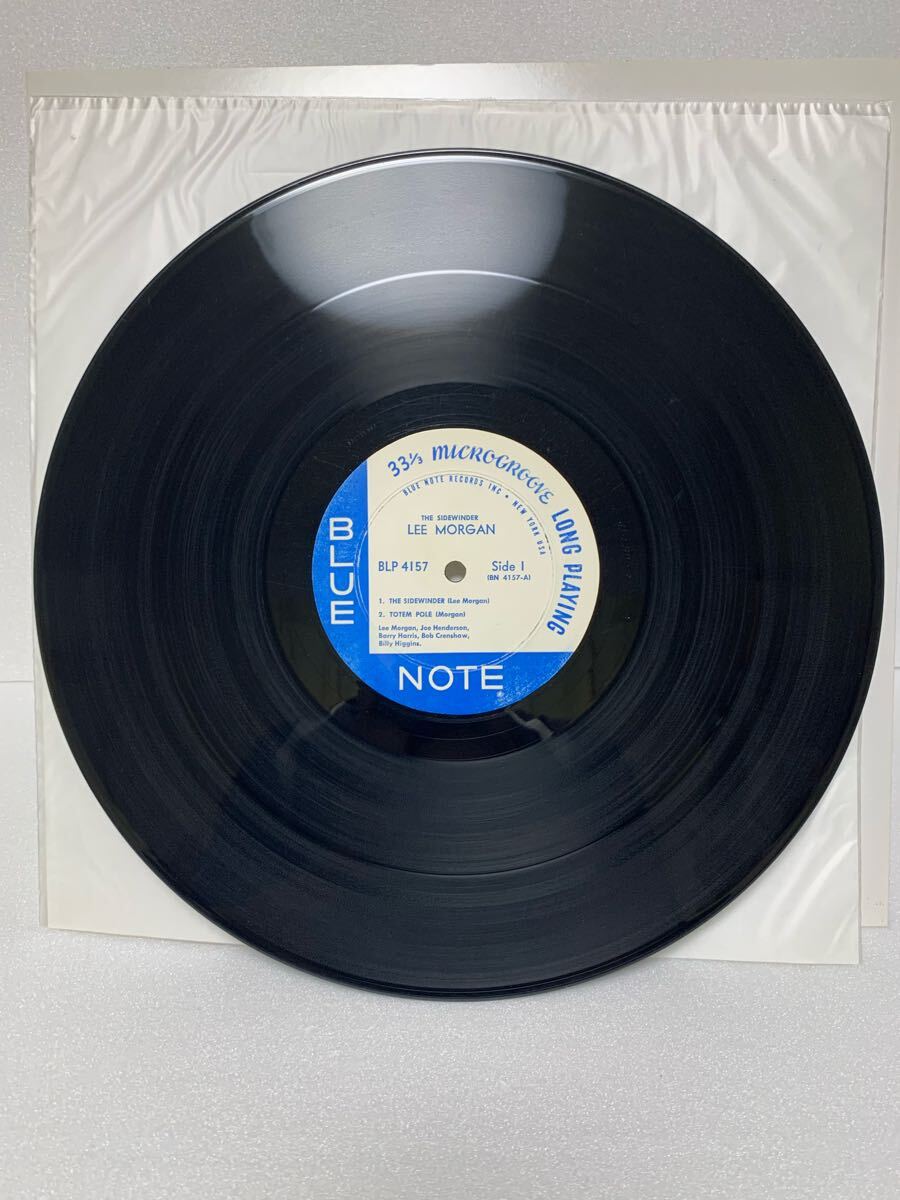 33⅓ MICROGROOVE LONG PLAYING
BLUE NOTE RECORDS INC • NEW YORK USA
THE SIDEWINDER
LEE MORGAN
BLP 4157 Side 1
(BN 4157-A)
1. THE SIDEWINDER (Lee Morgan)
2. TOTEM POLE (Morgan)
Lee Morgan, Joe Henderson,
Barry Harris, Bob Crenshaw,
Billy Higgins.
BLUE
NOTE